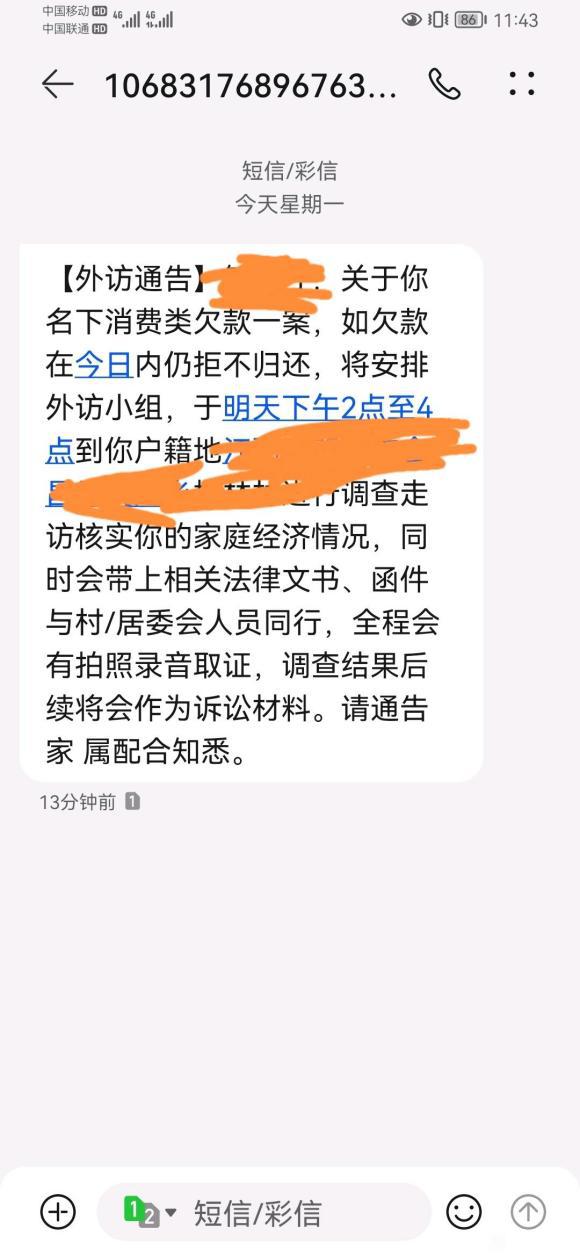 中国移动 HD 4G 4G 86 11:43
中国联通 HD
10683176896763...
短信/彩信
今天星期一
【外访通告】 关于你
名下消费类欠款一案，如欠款
在今日内仍拒不归还，将安排
外访小组，于明天下午2点至4
点到你户籍地
进行调查走
访核实你的家庭经济情况，同
时会带上相关法律文书、函件
与村/居委会人员同行，全程会
有拍照录音取证，调查结果后
续将会作为诉讼材料。请通告
家 属配合知悉。
13分钟前 1
1 2 短信/彩信